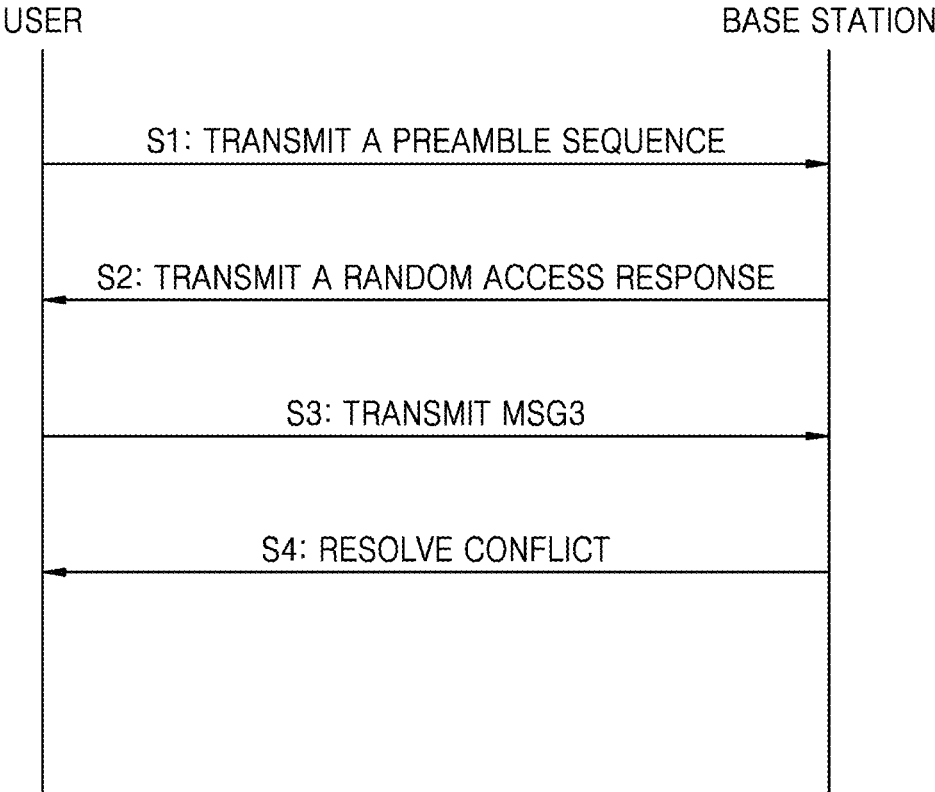 USER
BASE STATION
S1: TRANSMIT A PREAMBLE SEQUENCE
S2: TRANSMIT A RANDOM ACCESS RESPONSE
S3: TRANSMIT MSG3
S4: RESOLVE CONFLICT